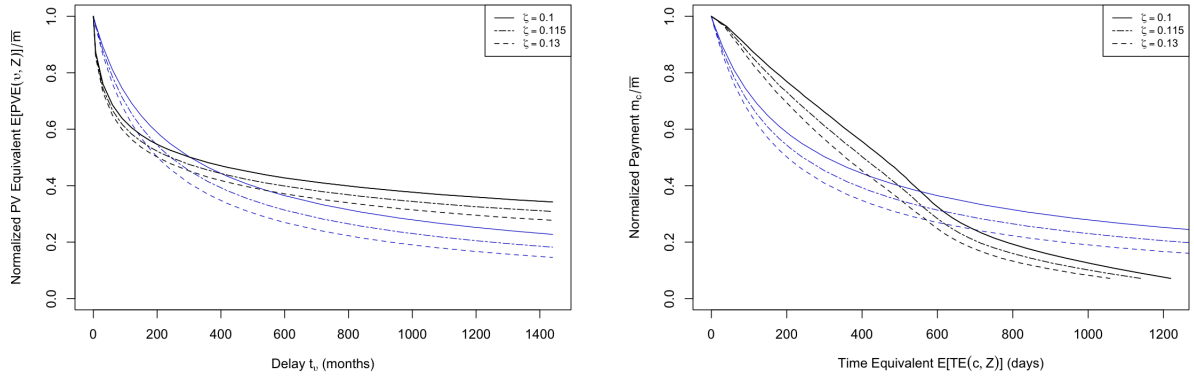 Normalized PV Equivalent E[PVE(υ, Z)]/m̅
1.0
0.8
0.6
0.4
0.2
0.0
0 200 400 600 800 1000 1200 1400
Delay tᵥ (months)
ζ = 0.1
ζ = 0.115
ζ = 0.13
Normalized Payment m_c/m̅
1.0
0.8
0.6
0.4
0.2
0.0
0 200 400 600 800 1000 1200
Time Equivalent E[TE(c, Z)] (days)
ζ = 0.1
ζ = 0.115
ζ = 0.13